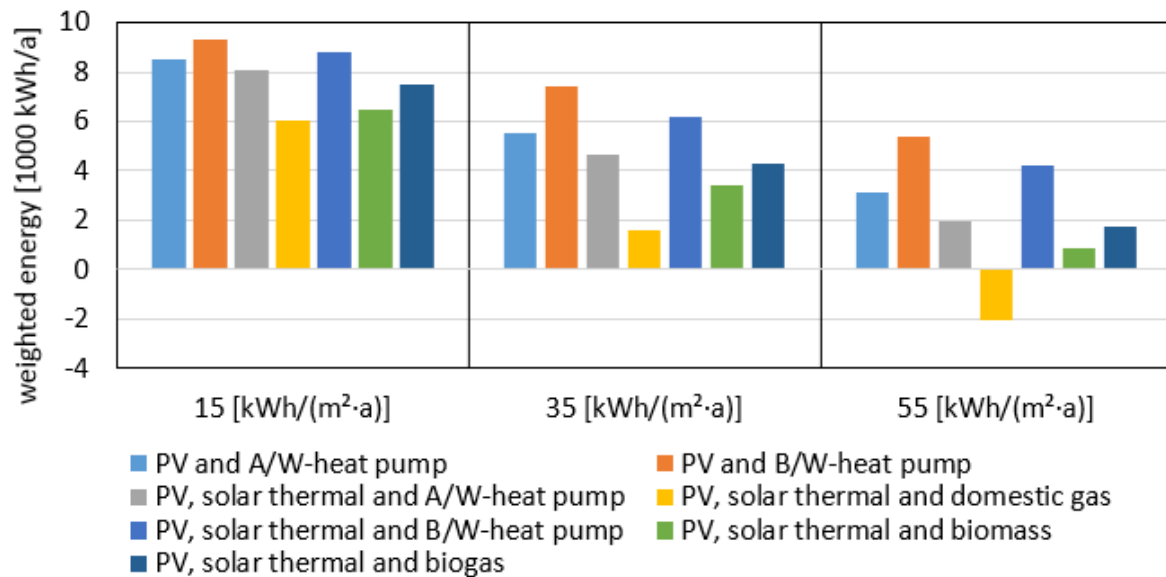 weighted energy [1000 kWh/a]
10
8
6
4
2
0
-2
-4
15 [kWh/(m²·a)] 35 [kWh/(m²·a)] 55 [kWh/(m²·a)]
PV and A/W-heat pump PV and B/W-heat pump
PV, solar thermal and A/W-heat pump PV, solar thermal and domestic gas
PV, solar thermal and B/W-heat pump PV, solar thermal and biomass
PV, solar thermal and biogas